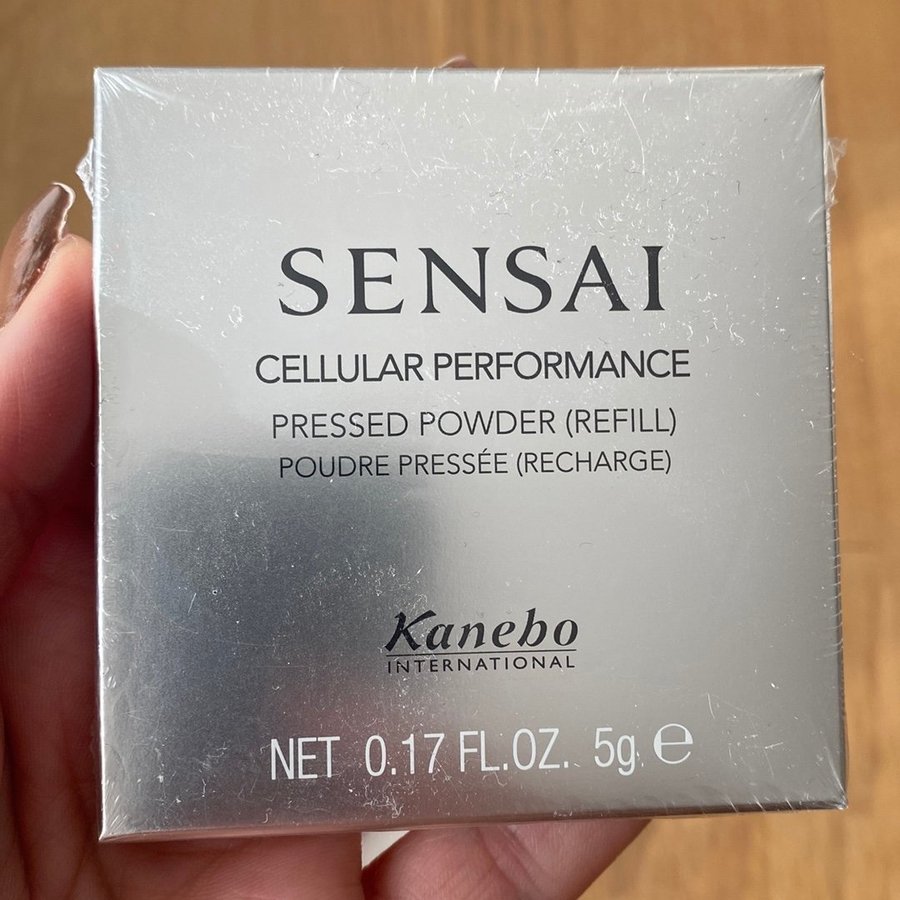 SENSAI
CELLULAR PERFORMANCE
PRESSED POWDER (REFILL)
POUDRE PRESSÉE (RECHARGE)
Kanebo
INTERNATIONAL
NET 0.17 FL.OZ. 5g ℮